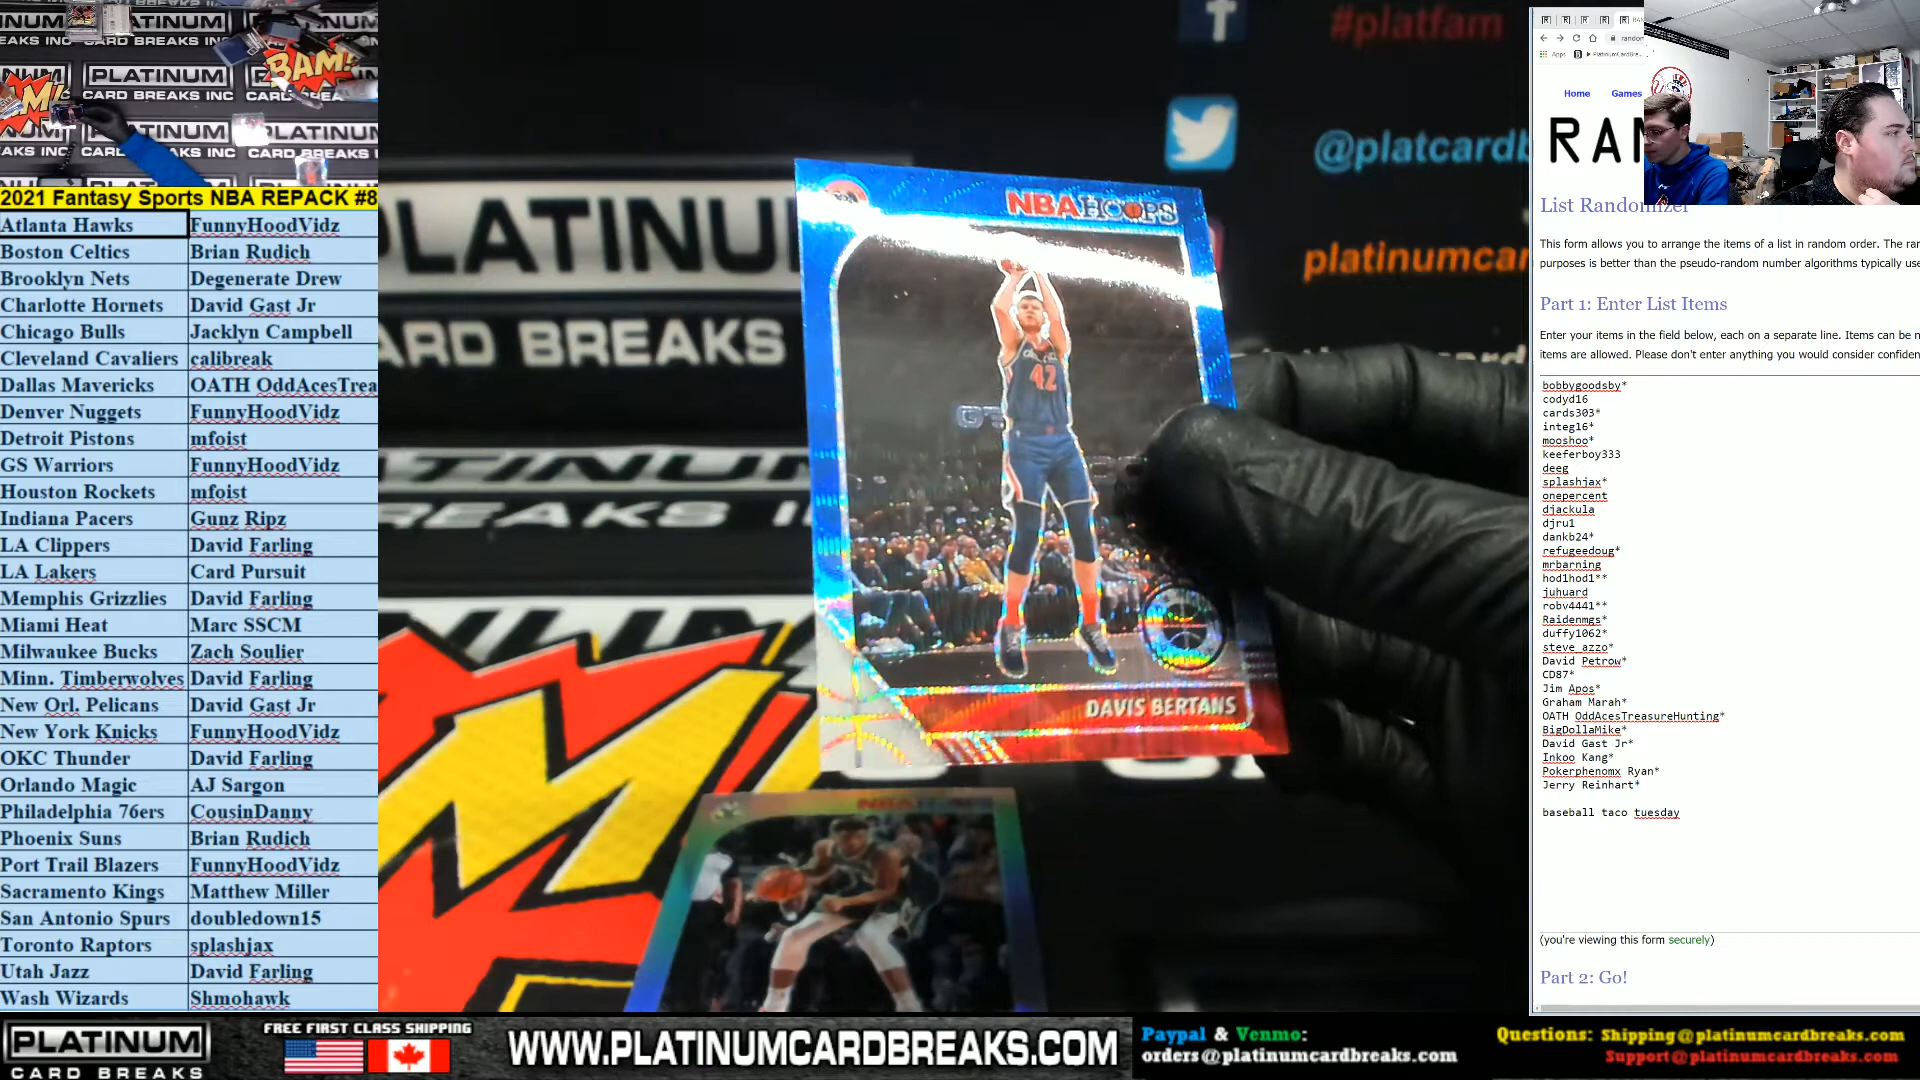 PLATINUM
CARD BREAKS INC
BAM!
2021 Fantasy Sports NBA REPACK #8
Atlanta Hawks FunnyHoodVidz
Boston Celtics Brian Rudich
Brooklyn Nets Degenerate Drew
Charlotte Hornets David Gast Jr
Chicago Bulls Jacklyn Campbell
Cleveland Cavaliers calibreak
Dallas Mavericks OATH OddAcesTrea
Denver Nuggets FunnyHoodVidz
Detroit Pistons mfoist
GS Warriors FunnyHoodVidz
Houston Rockets mfoist
Indiana Pacers Gunz Ripz
LA Clippers David Farling
LA Lakers Card Pursuit
Memphis Grizzlies David Farling
Miami Heat Marc SSCM
Milwaukee Bucks Zach Soulier
Minn. Timberwolves David Farling
New Orl. Pelicans David Gast Jr
New York Knicks FunnyHoodVidz
OKC Thunder David Farling
Orlando Magic AJ Sargon
Philadelphia 76ers CousinDanny
Phoenix Suns Brian Rudich
Port Trail Blazers FunnyHoodVidz
Sacramento Kings Matthew Miller
San Antonio Spurs doubledown15
Toronto Raptors splashjax
Utah Jazz David Farling
Wash Wizards Shmohawk
#platfam
@platcardb
platinumcar
PLATINU
ARD BREAKS
NBA HOOPS
42
DAVIS BERTANS
Apps
Home Games
RA
List Randomizer
This form allows you to arrange the items of a list in random order. The ra
purposes is better than the pseudo-random number algorithms typically use
Part 1: Enter List Items
Enter your items in the field below, each on a separate line. Items can be n
items are allowed. Please don't enter anything you would consider confiden
bobbygoodsby*
codyd16
cards303*
integ16*
mooshoo*
keeferboy333
deeg
splashjax*
onepercent
djackula
djru1
dankb24*
refugeedoug*
mrbarning
hod1hod1**
juhuard
robv4441**
Raidenmgs*
duffy1062*
steve_azzo*
David Petrow*
CD87*
Jim Apos*
Graham Marah*
OATH OddAcesTreasureHunting*
BigDollaMike*
David Gast Jr*
Inkoo Kang*
Pokerphenomx Ryan*
Jerry Reinhart*
baseball taco tuesday
(you're viewing this form securely)
Part 2: Go!
PLATINUM
CARD BREAKS
FREE FIRST CLASS SHIPPING
WWW.PLATINUMCARDBREAKS.COM
Paypal & Venmo:
orders@platinumcardbreaks.com
Questions: Shipping@platinumcardbreaks.com
Support@platinumcardbreaks.com